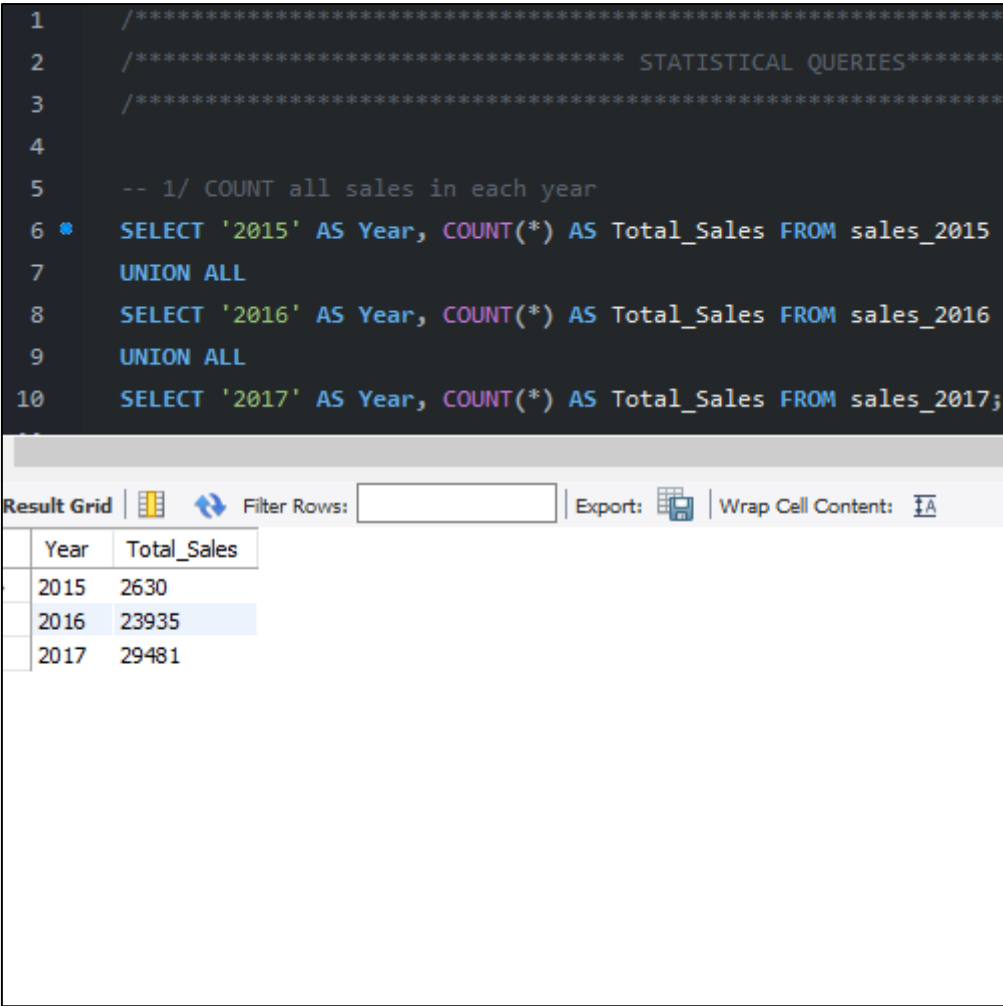 1 /**************************************************************
2 /*********************************** STATISTICAL QUERIES*******
3 /**************************************************************
4
5 -- 1/ COUNT all sales in each year
6 SELECT '2015' AS Year, COUNT(*) AS Total_Sales FROM sales_2015
7 UNION ALL
8 SELECT '2016' AS Year, COUNT(*) AS Total_Sales FROM sales_2016
9 UNION ALL
10 SELECT '2017' AS Year, COUNT(*) AS Total_Sales FROM sales_2017;
Result Grid Filter Rows: Export: Wrap Cell Content: IA
Year Total_Sales
2015 2630
2016 23935
2017 29481